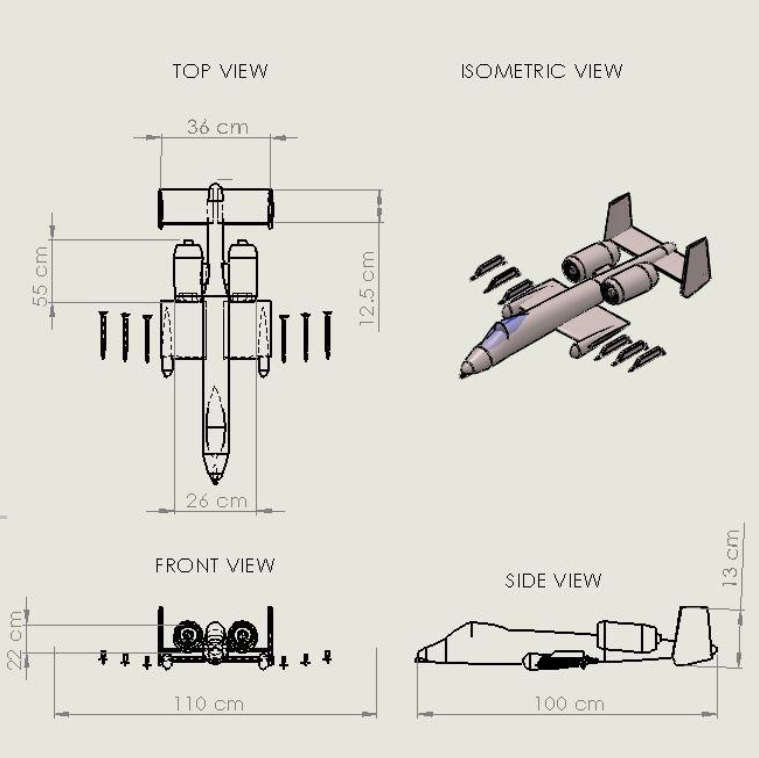 TOP VIEW
ISOMETRIC VIEW
36 cm
55 cm
12.5 cm
26 cm
FRONT VIEW
SIDE VIEW
13 cm
22 cm
110 cm
100 cm